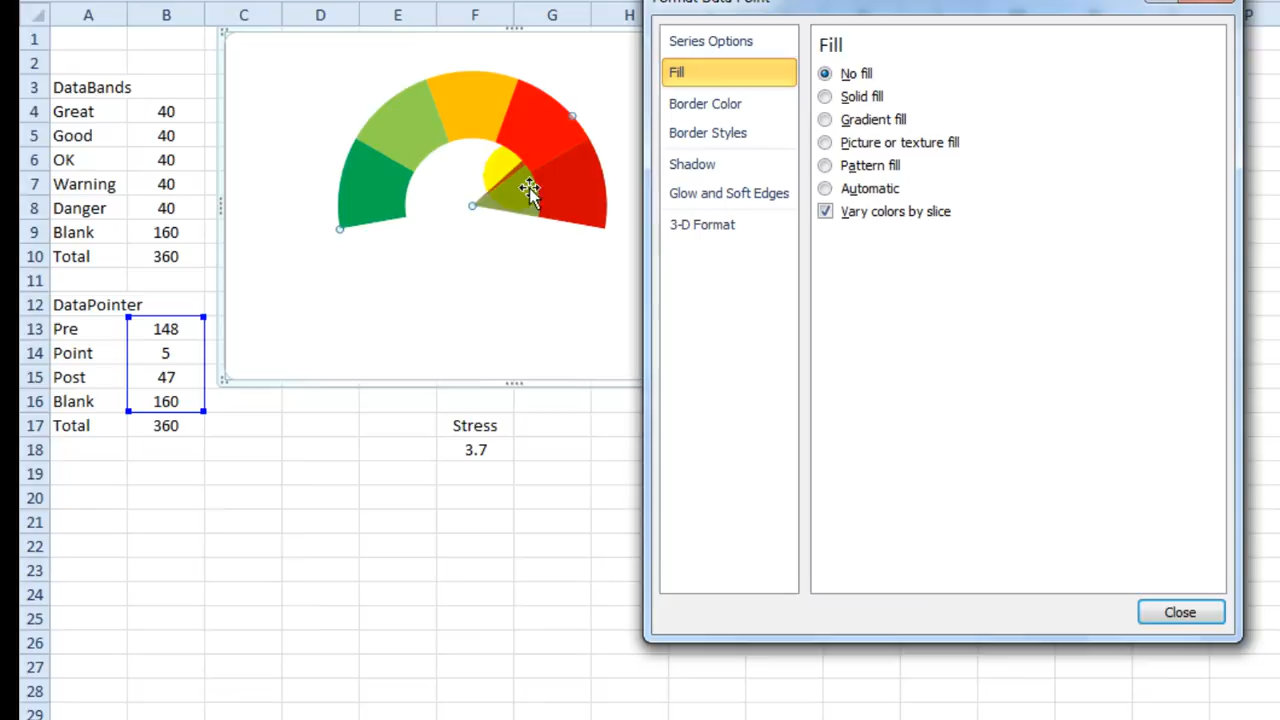 Format Data Point
B C D E F G H P
1
2
3 DataBands
4 Great 40
5 Good 40
6 OK 40
7 Warning 40
8 Danger 40
9 Blank 160
10 Total 360
11
12 DataPointer
13 Pre 148
14 Point 5
15 Post 47
16 Blank 160
17 Total 360 Stress
18 3.7
19
20
21
22
23
24
25
26
27
28
29
A
Series Options
Fill
Border Color
Border Styles
Shadow
Glow and Soft Edges
3-D Format
Fill
No fill
Solid fill
Gradient fill
Picture or texture fill
Pattern fill
Automatic
Vary colors by slice
Close